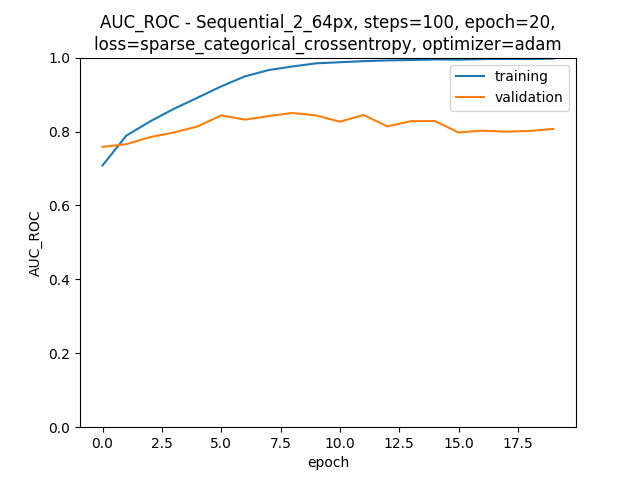 AUC_ROC - Sequential_2_64px, steps=100, epoch=20,
loss=sparse_categorical_crossentropy, optimizer=adam
1.0
training
validation
0.8
0.6
AUC_ROC
0.4
0.2
0.0
0.0 2.5 5.0 7.5 10.0 12.5 15.0 17.5
epoch